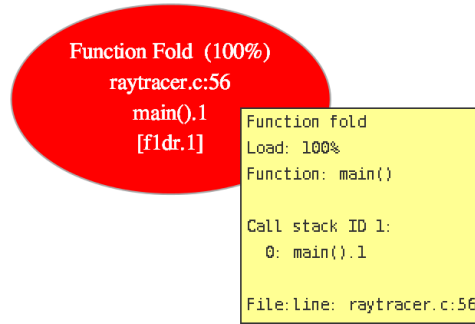 Function Fold (100%)
raytracer.c:56
main().1
[f1dr.1]
Function fold
Load: 100%
Function: main()
Call stack ID 1:
0: main().1
File:line: raytracer.c:56